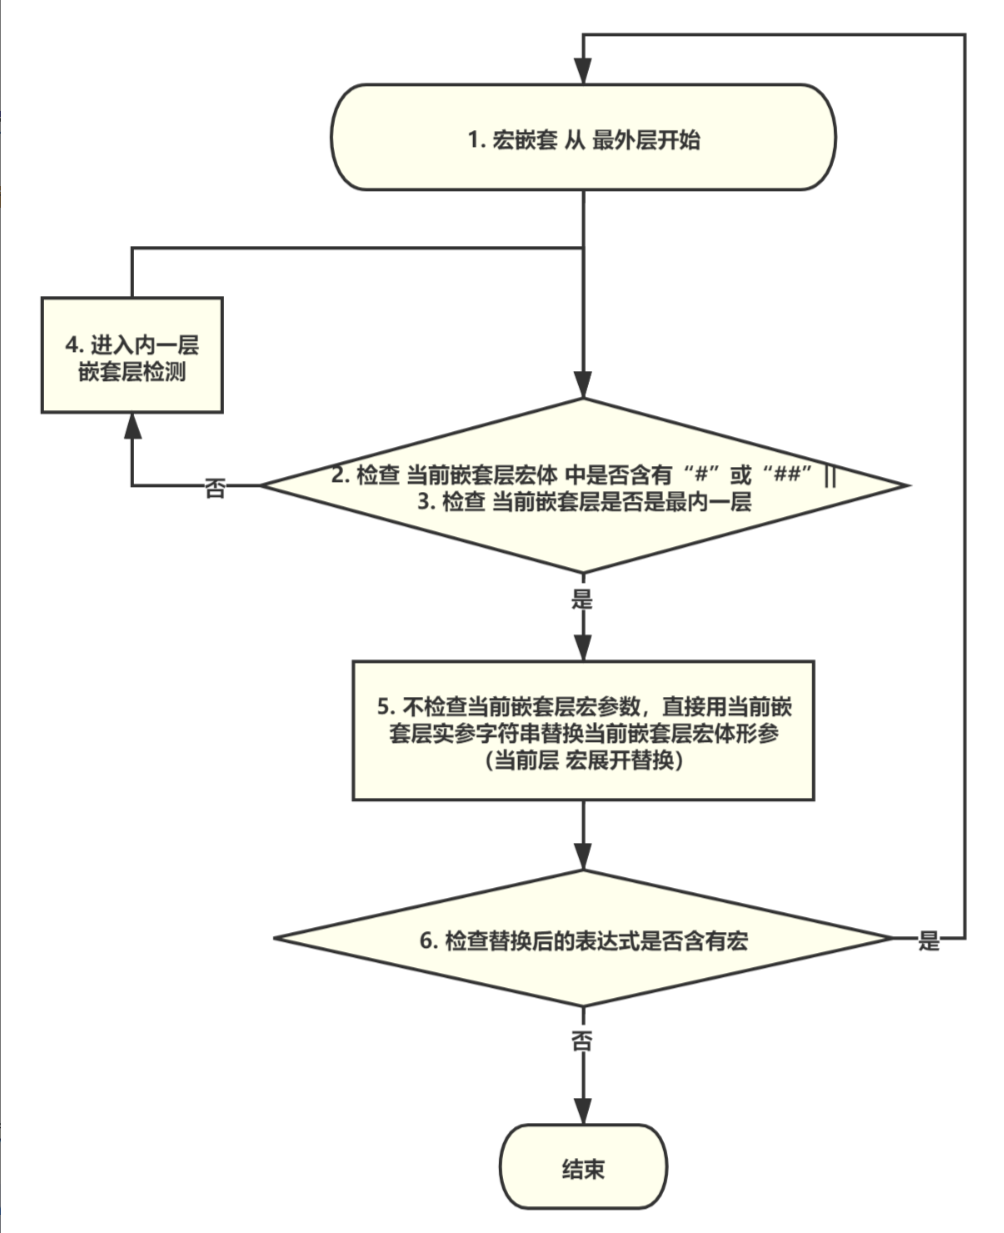 1. 宏嵌套 从 最外层开始
4. 进入内一层
嵌套层检测
2. 检查 当前嵌套层宏体 中是否含有“#”或“##”||
3. 检查 当前嵌套层是否是最内一层
否
是
5. 不检查当前嵌套层宏参数，直接用当前嵌
套层实参字符串替换当前嵌套层宏体形参
（当前层 宏展开替换）
6. 检查替换后的表达式是否含有宏
是
否
结束